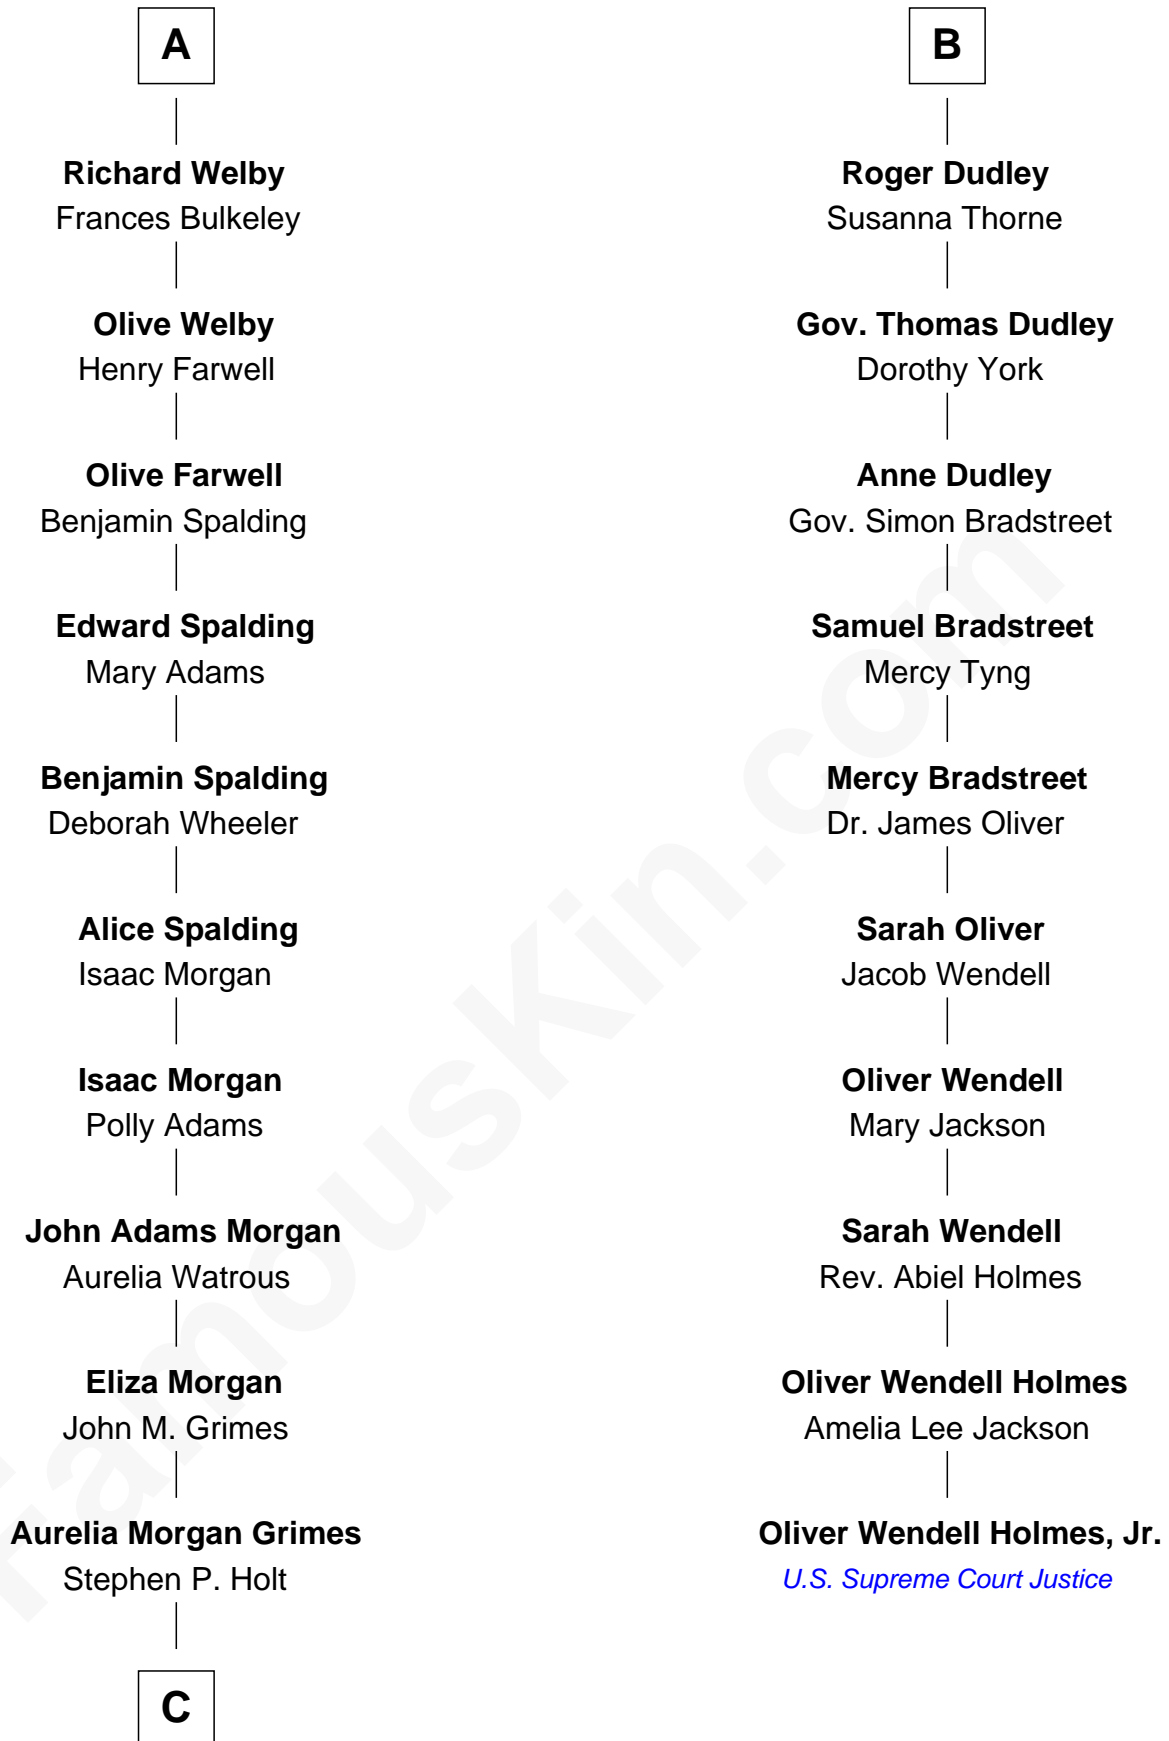 A
Richard Welby
Frances Bulkeley
Olive Welby
Henry Farwell
Olive Farwell
Benjamin Spalding
Edward Spalding
Mary Adams
Benjamin Spalding
Deborah Wheeler
Alice Spalding
Isaac Morgan
Isaac Morgan
Polly Adams
John Adams Morgan
Aurelia Watrous
Eliza Morgan
John M. Grimes
Aurelia Morgan Grimes
Stephen P. Holt
C
B
Roger Dudley
Susanna Thorne
Gov. Thomas Dudley
Dorothy York
Anne Dudley
Gov. Simon Bradstreet
Samuel Bradstreet
Mercy Tyng
Mercy Bradstreet
Dr. James Oliver
Sarah Oliver
Jacob Wendell
Oliver Wendell
Mary Jackson
Sarah Wendell
Rev. Abiel Holmes
Oliver Wendell Holmes
Amelia Lee Jackson
Oliver Wendell Holmes, Jr.
U.S. Supreme Court Justice
FamousKin.com